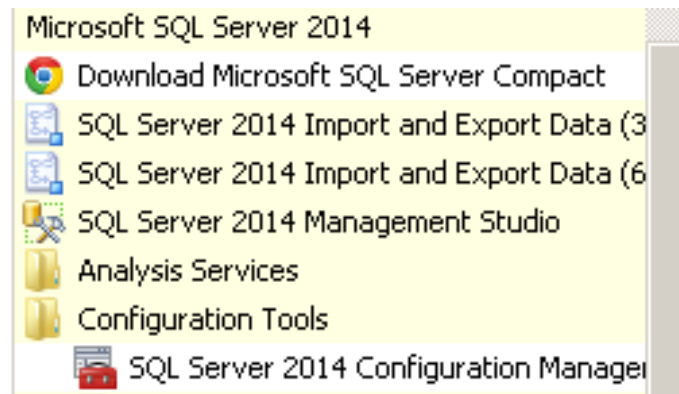 Microsoft SQL Server 2014
Download Microsoft SQL Server Compact
SQL Server 2014 Import and Export Data (3
SQL Server 2014 Import and Export Data (6
SQL Server 2014 Management Studio
Analysis Services
Configuration Tools
SQL Server 2014 Configuration Manager